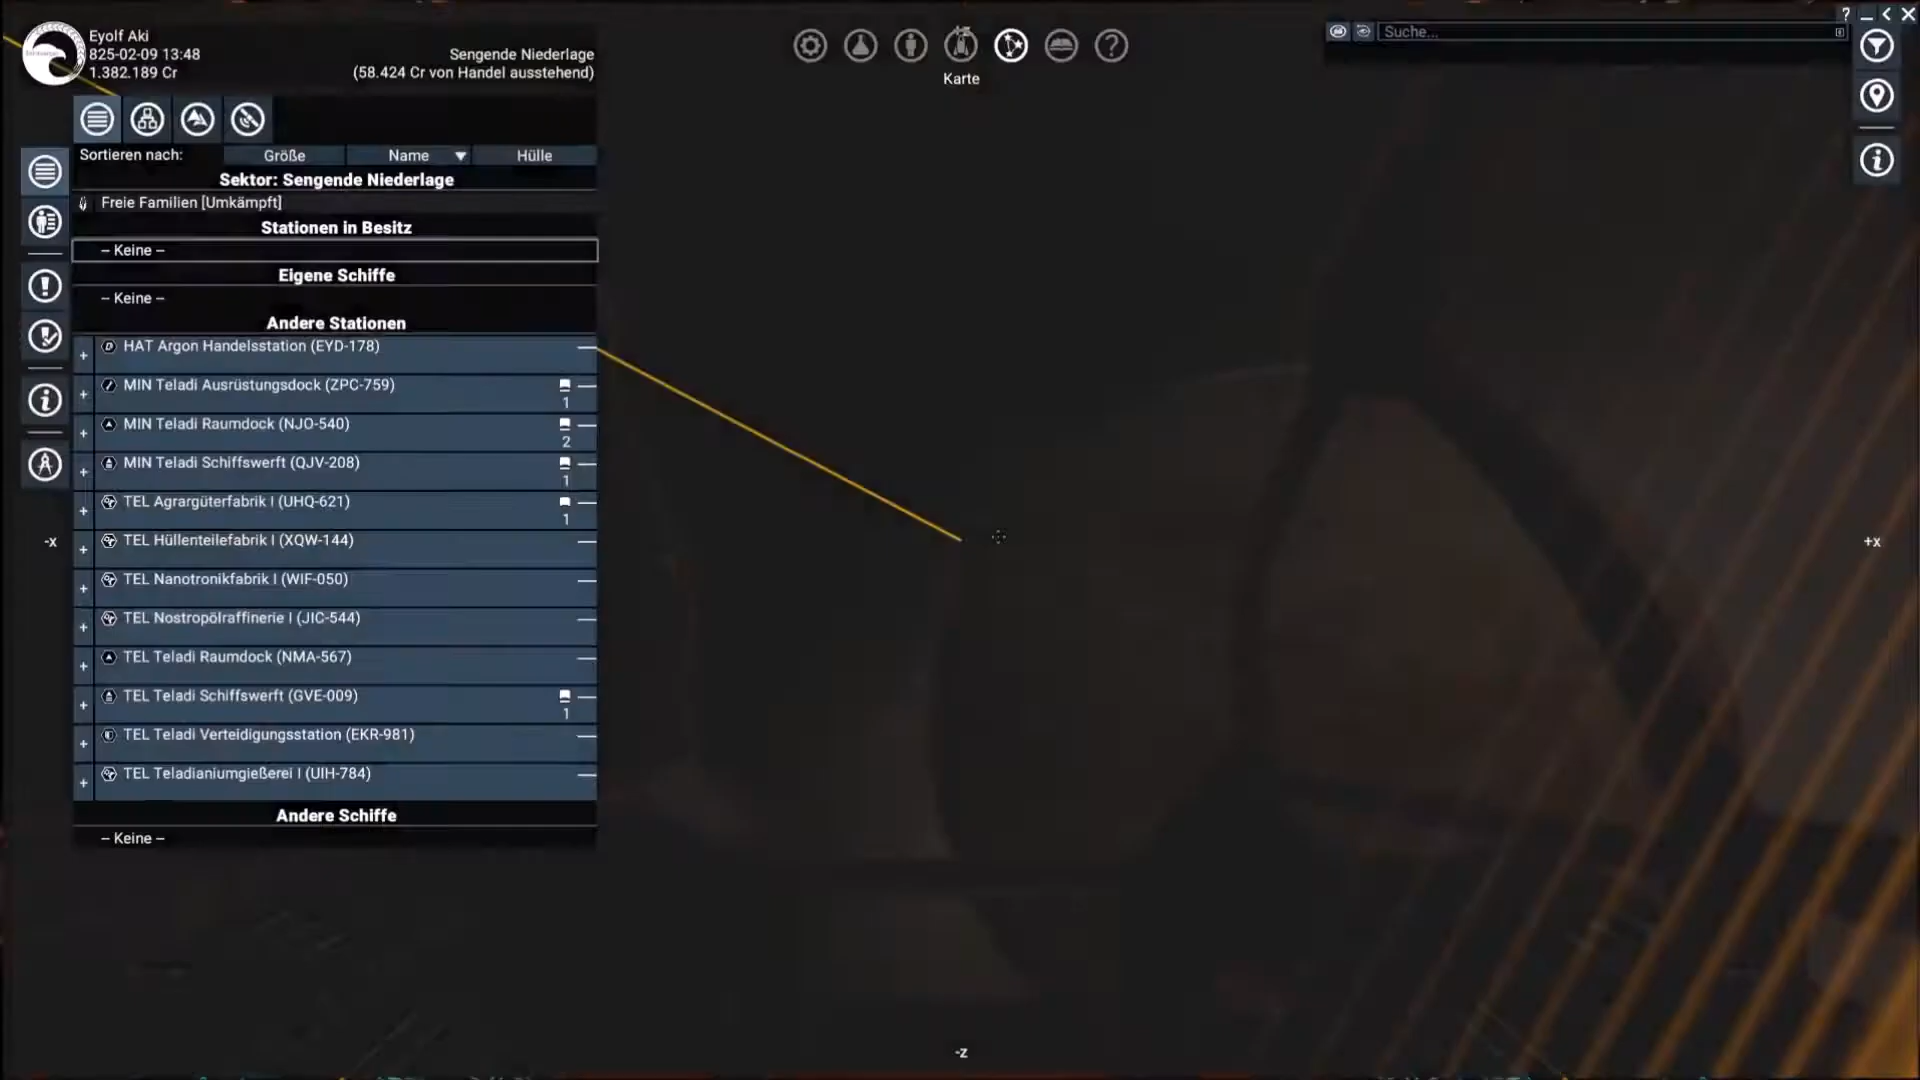 Eyolf Aki
825-02-09 13:48
1.382.189 Cr
Sengende Niederlage
(58.424 Cr von Handel ausstehend)
Karte
Suche...
?
Sortieren nach:
Größe
Name
Hülle
Sektor: Sengende Niederlage
Freie Familien [Umkämpft]
Stationen in Besitz
-- Keine --
Eigene Schiffe
-- Keine --
Andere Stationen
+ HAT Argon Handelsstation (EYD-178)
+ MIN Teladi Ausrüstungsdock (ZPC-759) 1
+ MIN Teladi Raumdock (NJO-540) 2
+ MIN Teladi Schiffswerft (QJV-208) 1
+ TEL Agrargüterfabrik I (UHQ-621) 1
+ TEL Hüllenteilefabrik I (XQW-144)
+ TEL Nanotronikfabrik I (WIF-050)
+ TEL Nostropölraffinerie I (JIC-544)
+ TEL Teladi Raumdock (NMA-567)
+ TEL Teladi Schiffswerft (GVE-009) 1
+ TEL Teladi Verteidigungsstation (EKR-981)
+ TEL Teladianiumgießerei I (UIH-784)
Andere Schiffe
-- Keine --
-x
+x
-z